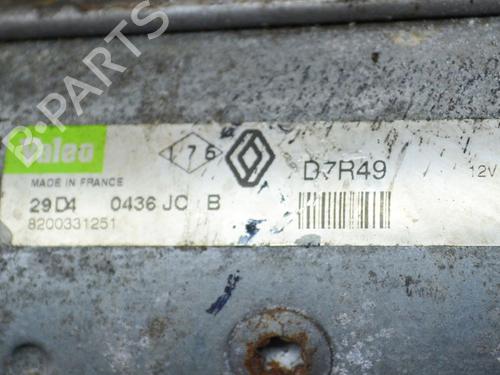 B-PARTS
Valeo
176
D7R49
12V
MADE IN FRANCE
29D4 0436 JC B
8200331251